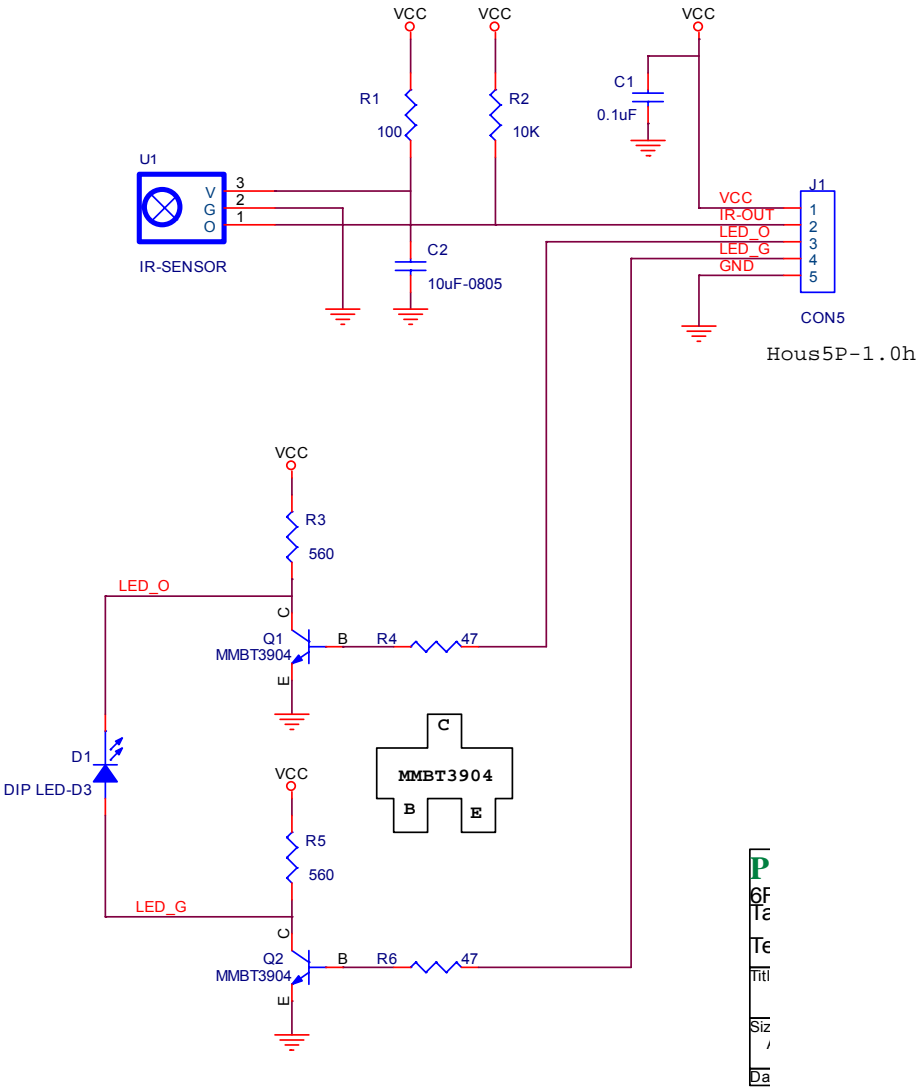 VCC
VCC
VCC
R1
100
R2
10K
C1
0.1uF
U1
V
G
O
3
2
1
IR-SENSOR
C2
10uF-0805
J1
VCC
IR-OUT
LED_O
LED_G
GND
1
2
3
4
5
CON5
Hous5P-1.0h
VCC
R3
560
LED_O
C
Q1
MMBT3904
E
B
R4
47
D1
DIP LED-D3
C
MMBT3904
B
E
VCC
R5
560
LED_G
C
Q2
MMBT3904
E
B
R6
47
P
Ta
Te